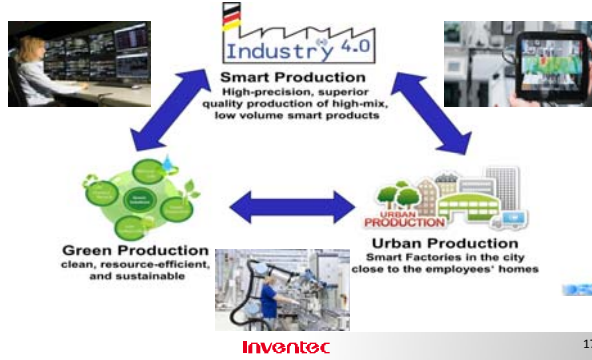 Industry 4.0
Smart Production
High-precision, superior
quality production of high-mix,
low volume smart products
URBAN
PRODUCTION
Green Production
clean, resource-efficient,
and sustainable
Urban Production
Smart Factories in the city
close to the employees' homes
Inventec
17